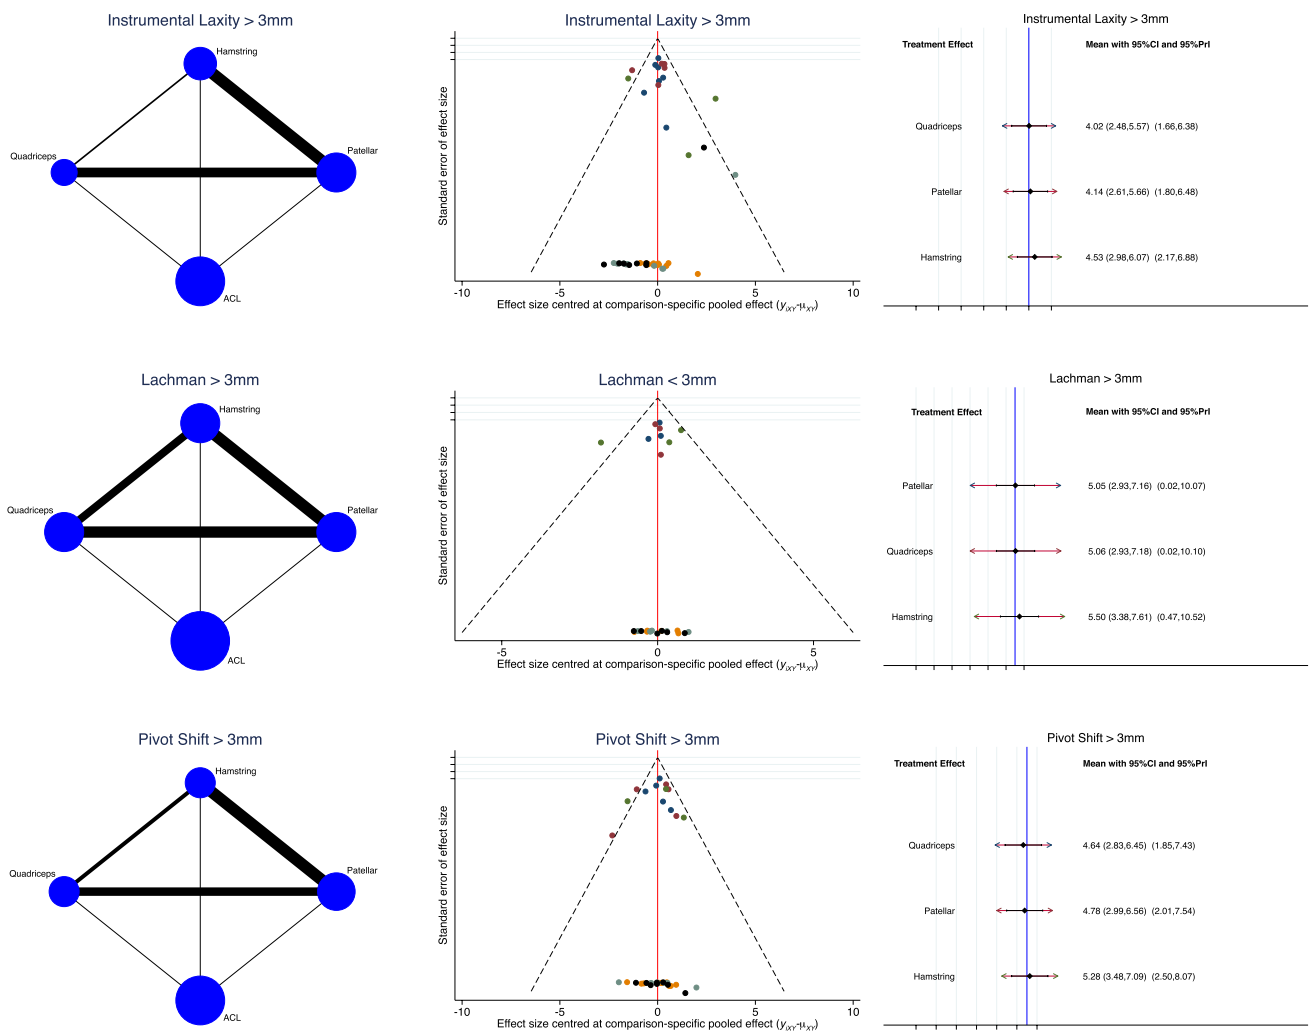 Instrumental Laxity > 3mm
Hamstring
Quadriceps
Patellar
ACL
Instrumental Laxity > 3mm
Standard error of effect size
-10 -5 0 5 10
Effect size centred at comparison-specific pooled effect (yiXY-μXY)
Instrumental Laxity > 3mm
Treatment Effect Mean with 95%CI and 95%PrI
Quadriceps 4.02 (2.48,5.57) (1.66,6.38)
Patellar 4.14 (2.61,5.66) (1.80,6.48)
Hamstring 4.53 (2.98,6.07) (2.17,6.88)
Lachman > 3mm
Hamstring
Quadriceps
Patellar
ACL
Lachman < 3mm
Standard error of effect size
-5 0 5
Effect size centred at comparison-specific pooled effect (yiXY-μXY)
Lachman > 3mm
Treatment Effect Mean with 95%CI and 95%PrI
Patellar 5.05 (2.93,7.16) (0.02,10.07)
Quadriceps 5.06 (2.93,7.18) (0.02,10.10)
Hamstring 5.50 (3.38,7.61) (0.47,10.52)
Pivot Shift > 3mm
Hamstring
Quadriceps
Patellar
ACL
Pivot Shift > 3mm
Standard error of effect size
-10 -5 0 5 10
Effect size centred at comparison-specific pooled effect (yiXY-μXY)
Pivot Shift > 3mm
Treatment Effect Mean with 95%CI and 95%PrI
Quadriceps 4.64 (2.83,6.45) (1.85,7.43)
Patellar 4.78 (2.99,6.56) (2.01,7.54)
Hamstring 5.28 (3.48,7.09) (2.50,8.07)